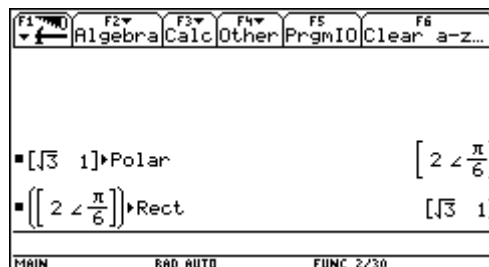 F1 F2 Algebra F3 Calc F4 Other F5 PrgmIO F6 Clear a-z…
▪[√3 1]▸Polar [2 ∠ π/6]
▪([2 ∠ π/6])▸Rect [√3 1]
MAIN RAD AUTO FUNC 2/30